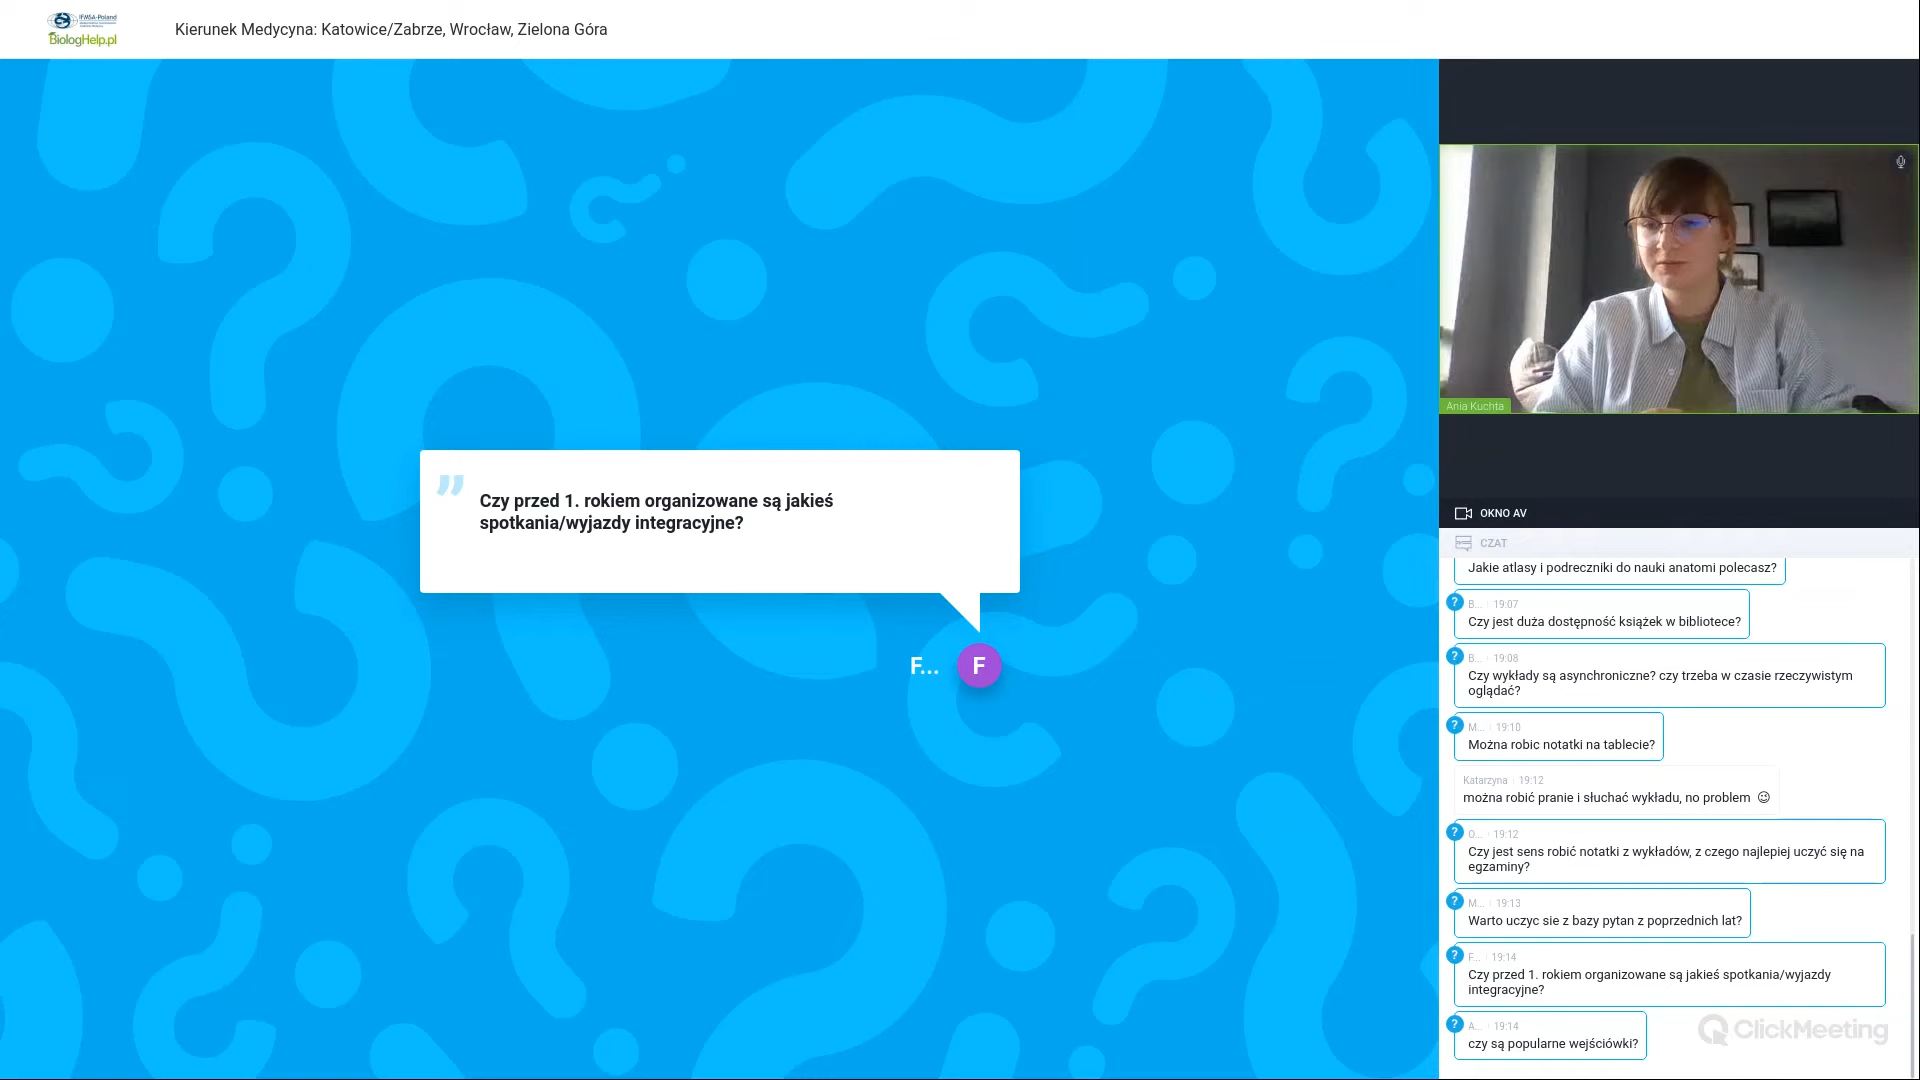 IFMSA-Poland
BiologHelp.pl
Kierunek Medycyna: Katowice/Zabrze, Wrocław, Zielona Góra
Czy przed 1. rokiem organizowane są jakieś
spotkania/wyjazdy integracyjne?
F...
F
Ania Kuchta
OKNO AV
CZAT
Jakie atlasy i podreczniki do nauki anatomi polecasz?
? B... 19:07
Czy jest duża dostępność książek w bibliotece?
? B... 19:08
Czy wykłady są asynchroniczne? czy trzeba w czasie rzeczywistym
oglądać?
? M... 19:10
Można robic notatki na tablecie?
Katarzyna 19:12
można robić pranie i słuchać wykładu, no problem 😉
? O... 19:12
Czy jest sens robić notatki z wykładów, z czego najlepiej uczyć się na
egzaminy?
? M... 19:13
Warto uczyc sie z bazy pytan z poprzednich lat?
? F... 19:14
Czy przed 1. rokiem organizowane są jakieś spotkania/wyjazdy
integracyjne?
? A... 19:14
czy są popularne wejściówki?
ClickMeeting